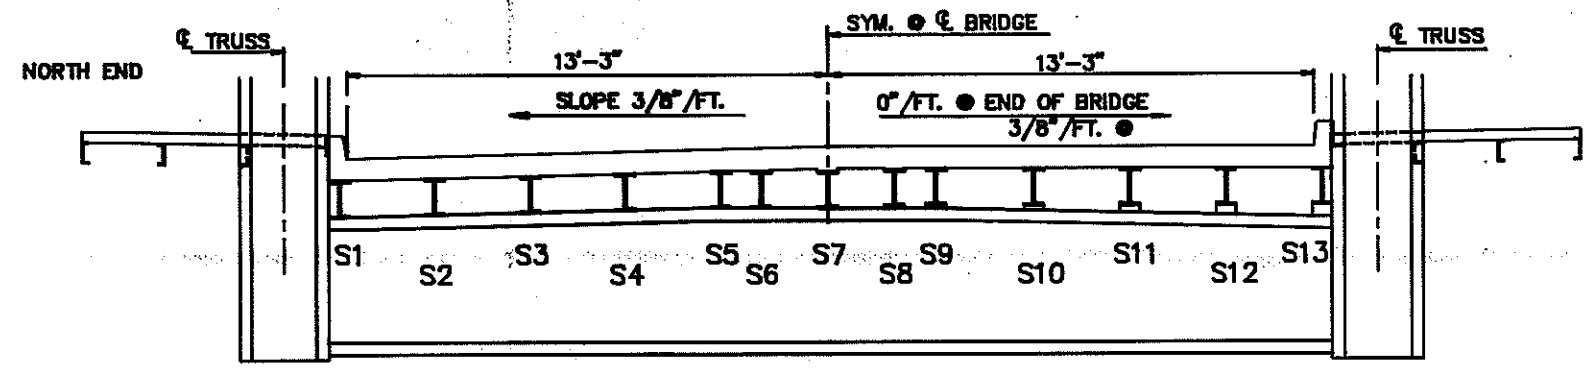 SYM. @ ℄ BRIDGE
℄ TRUSS
℄ TRUSS
NORTH END
13'-3"
13'-3"
SLOPE 3/8"/FT.
0"/FT. @ END OF BRIDGE
3/8"/FT. @
S1
S2
S3
S4
S5
S6
S7
S8
S9
S10
S11
S12
S13